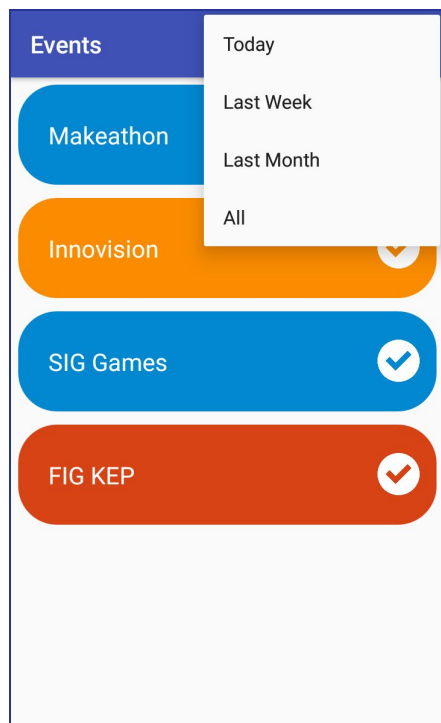 Events
Today
Last Week
Last Month
All
Makeathon
Innovision
SIG Games
FIG KEP